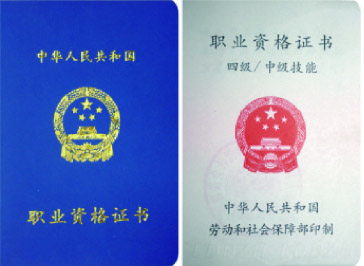 中华人民共和国
职业资格证书
职业资格证书
四级/中级技能
中华人民共和国
劳动和社会保障部印制